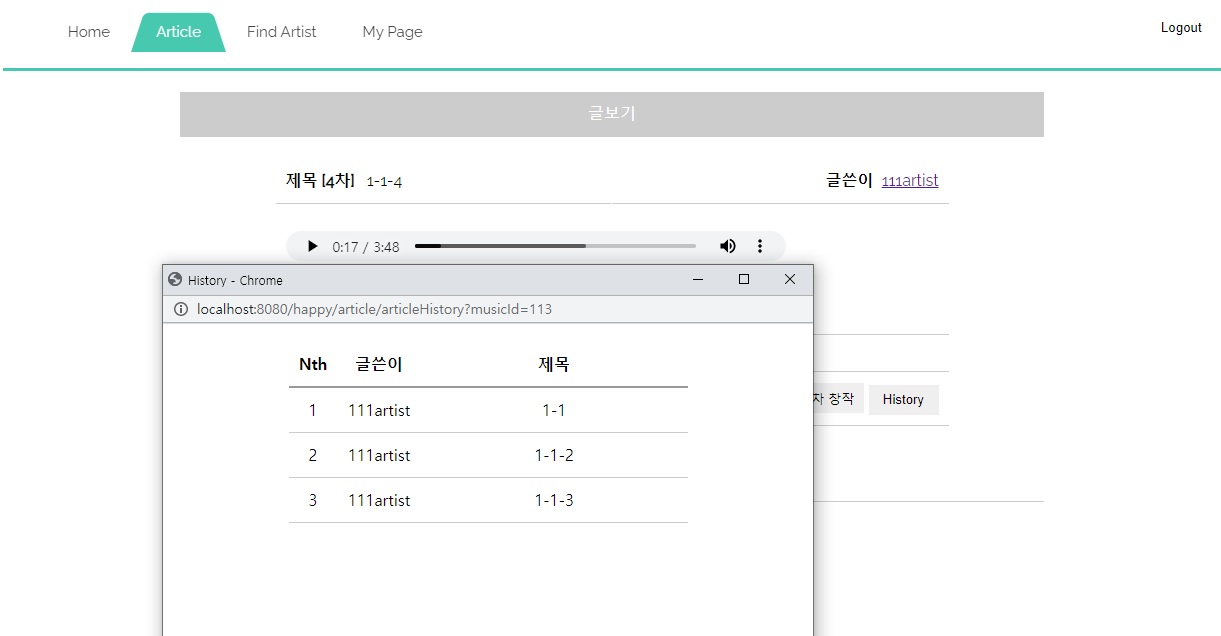 Home Article Find Artist My Page Logout
글보기
제목 [4차] 1-1-4 글쓴이 111artist
0:17 / 3:48
History - Chrome
localhost:8080/happy/article/articleHistory?musicId=113
Nth 글쓴이 제목
1 111artist 1-1
2 111artist 1-1-2
3 111artist 1-1-3
차 창작 History